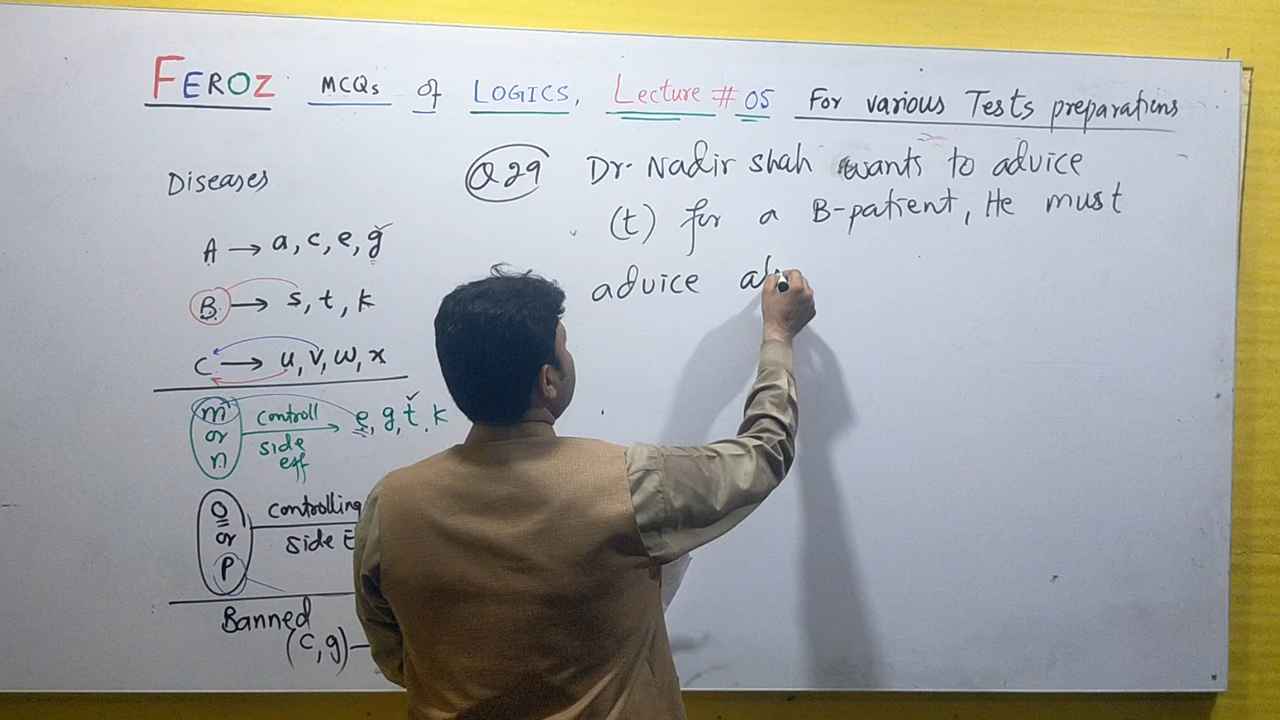 FEROZ MCQs of LOGICS, Lecture # 05 For various Tests preparations
Diseases
A → a, c, e, g
B → s, t, k
C → u, v, w, x
m or n controll side eff → e, g, t, k
O or P controlling side E
Banned
(c, g)
Q 29 Dr. Nadir shah wants to advice
(t) for a B-patient, He must
advice